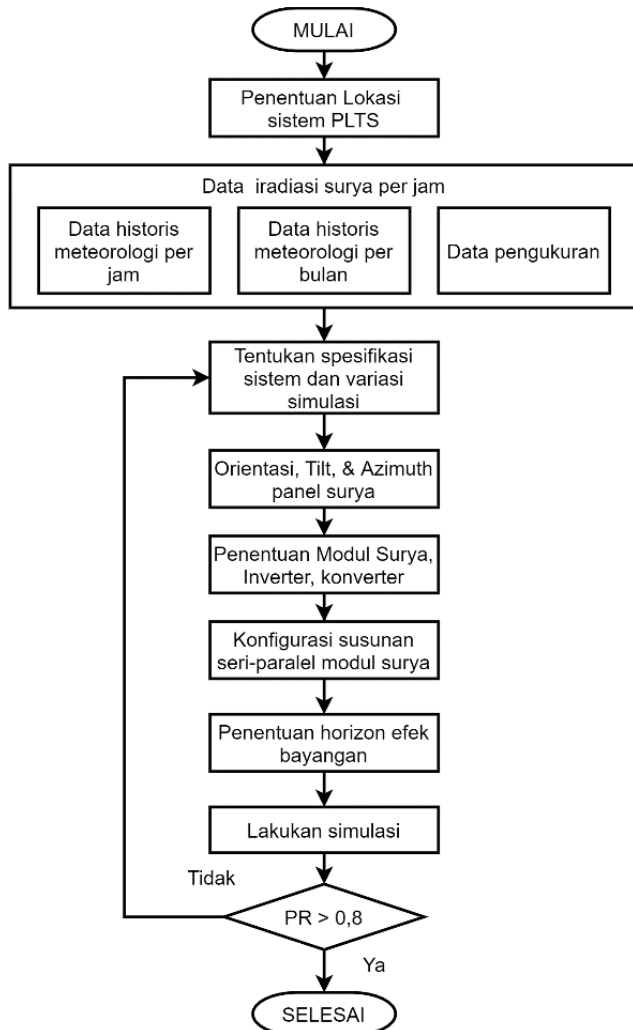 MULAI
Penentuan Lokasi
sistem PLTS
Data iradiasi surya per jam
Data historis
meteorologi per
jam
Data historis
meteorologi per
bulan
Data pengukuran
Tentukan spesifikasi
sistem dan variasi
simulasi
Orientasi, Tilt, & Azimuth
panel surya
Penentuan Modul Surya,
Inverter, konverter
Konfigurasi susunan
seri-paralel modul surya
Penentuan horizon efek
bayangan
Lakukan simulasi
Tidak
PR > 0,8
Ya
SELESAI